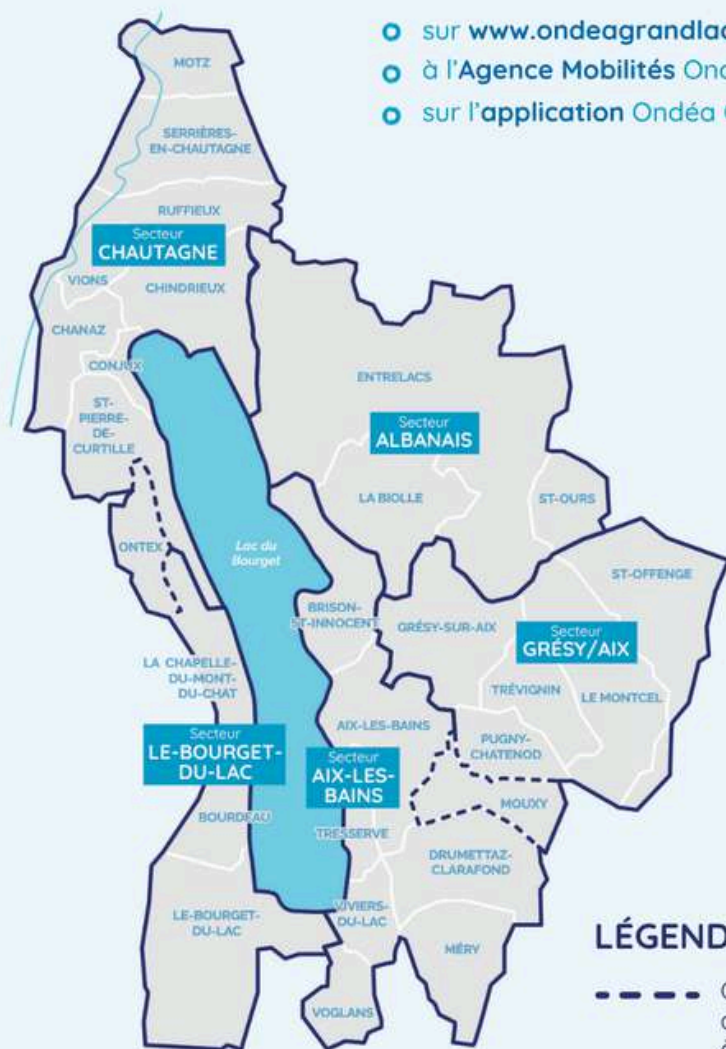 sur www.ondeagrandlac
à l'Agence Mobilités Ond
sur l'application Ondéa
MOTZ
SERRIÈRES-
EN-CHAUTAGNE
RUFFIEUX
Secteur
CHAUTAGNE
VIONS
CHINDRIEUX
CHANAZ
CONJUX
ST-
PIERRE-
DE-
CURTILLE
ENTRELACS
Secteur
ALBANAIS
LA BIOLLE
ST-OURS
ONTEX
Lac du
Bourget
ST-OFFENGE
BRISON-
ST-INNOCENT
GRÉSY-SUR-AIX
Secteur
GRÉSY/AIX
LA CHAPELLE-
DU-MONT-
DU-CHAT
TRÉVIGNIN
LE MONTCEL
AIX-LES-BAINS
PUGNY-
CHATENOD
Secteur
LE-BOURGET-
DU-LAC
Secteur
AIX-LES-
BAINS
MOUXY
BOURDEAU
TRESSERVE
DRUMETTAZ-
CLARAFOND
LE-BOURGET-
DU-LAC
VIVIERS-
DU-LAC
MÉRY
VOGLANS
LÉGEND